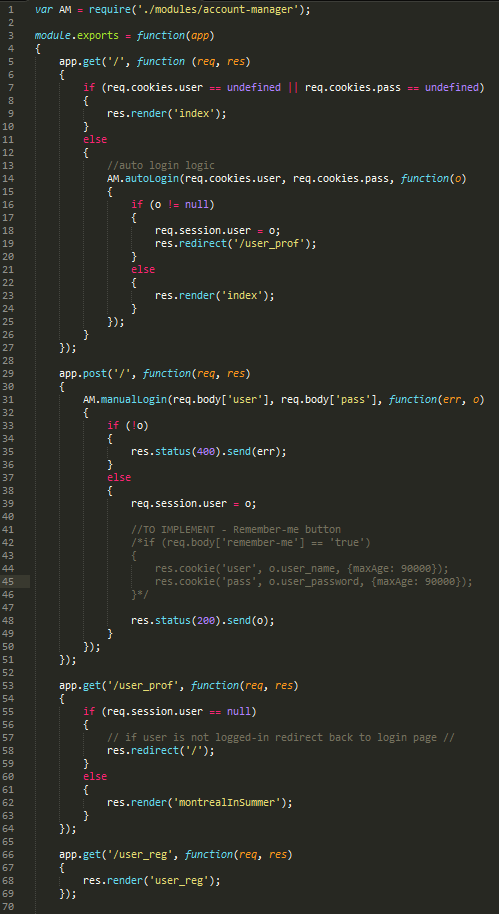 1 var AM = require('./modules/account-manager');
2
3 module.exports = function(app)
4 {
5     app.get('/', function (req, res)
6     {
7         if (req.cookies.user == undefined || req.cookies.pass == undefined)
8         {
9             res.render('index');
10         }
11         else
12         {
13             //auto login logic
14             AM.autoLogin(req.cookies.user, req.cookies.pass, function(o)
15             {
16                 if (o != null)
17                 {
18                     req.session.user = o;
19                     res.redirect('/user_prof');
20                 }
21                 else
22                 {
23                     res.render('index');
24                 }
25             });
26         }
27     });
28
29     app.post('/', function(req, res)
30     {
31         AM.manualLogin(req.body['user'], req.body['pass'], function(err, o)
32         {
33             if (!o)
34             {
35                 res.status(400).send(err);
36             }
37             else
38             {
39                 req.session.user = o;
40
41                 //TO IMPLEMENT - Remember-me button
42                 /*if (req.body['remember-me'] == 'true')
43                 {
44                     res.cookie('user', o.user_name, {maxAge: 90000});
45                     res.cookie('pass', o.user_password, {maxAge: 90000});
46                 }*/
47
48                 res.status(200).send(o);
49             }
50         });
51     });
52
53     app.get('/user_prof', function(req, res)
54     {
55         if (req.session.user == null)
56         {
57             // if user is not logged-in redirect back to login page //
58             res.redirect('/');
59         }
60         else
61         {
62             res.render('montrealInSummer');
63         }
64     });
65
66     app.get('/user_reg', function(req, res)
67     {
68         res.render('user_reg');
69     });
70